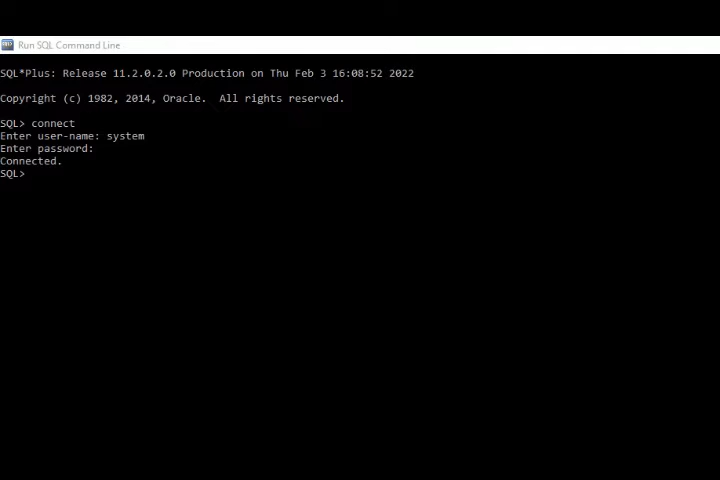 Run SQL Command Line
SQL*Plus: Release 11.2.0.2.0 Production on Thu Feb 3 16:08:52 2022
Copyright (c) 1982, 2014, Oracle.  All rights reserved.
SQL> connect
Enter user-name: system
Enter password:
Connected.
SQL>